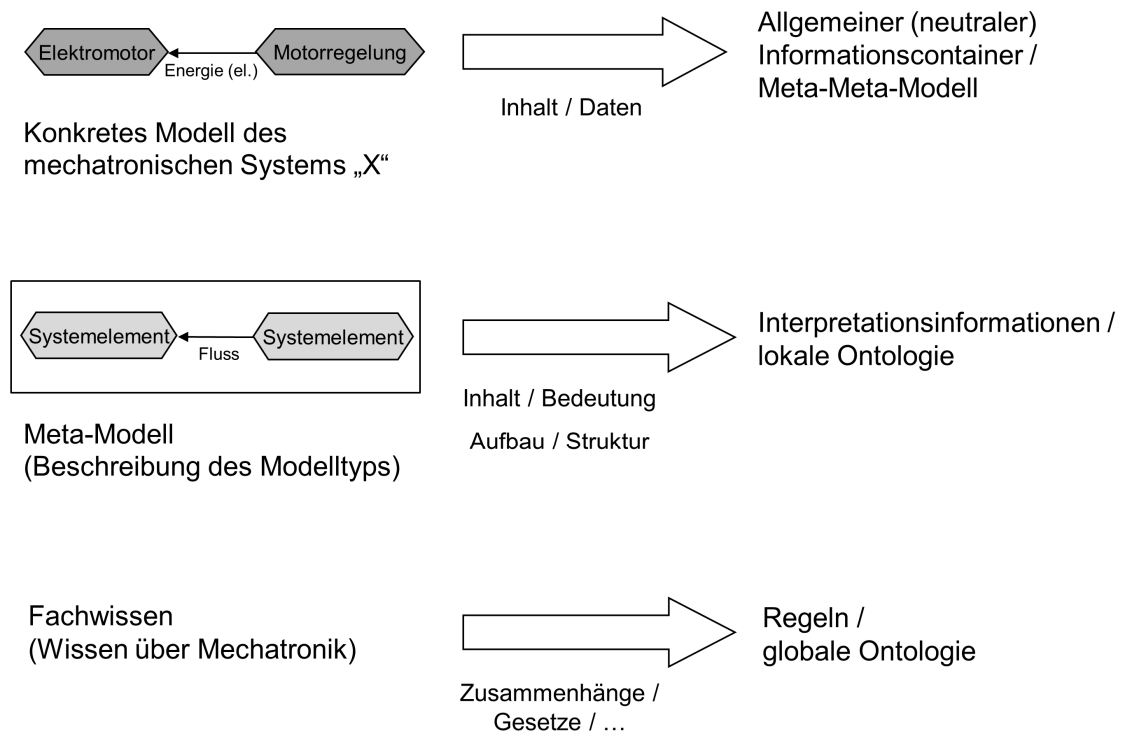 Elektromotor
Motorregelung
Energie (el.)
Konkretes Modell des
mechatronischen Systems „X“
Inhalt / Daten
Allgemeiner (neutraler)
Informationscontainer /
Meta-Meta-Modell
Systemelement
Systemelement
Fluss
Meta-Modell
(Beschreibung des Modelltyps)
Inhalt / Bedeutung
Aufbau / Struktur
Interpretationsinformationen /
lokale Ontologie
Fachwissen
(Wissen über Mechatronik)
Zusammenhänge /
Gesetze / …
Regeln /
globale Ontologie